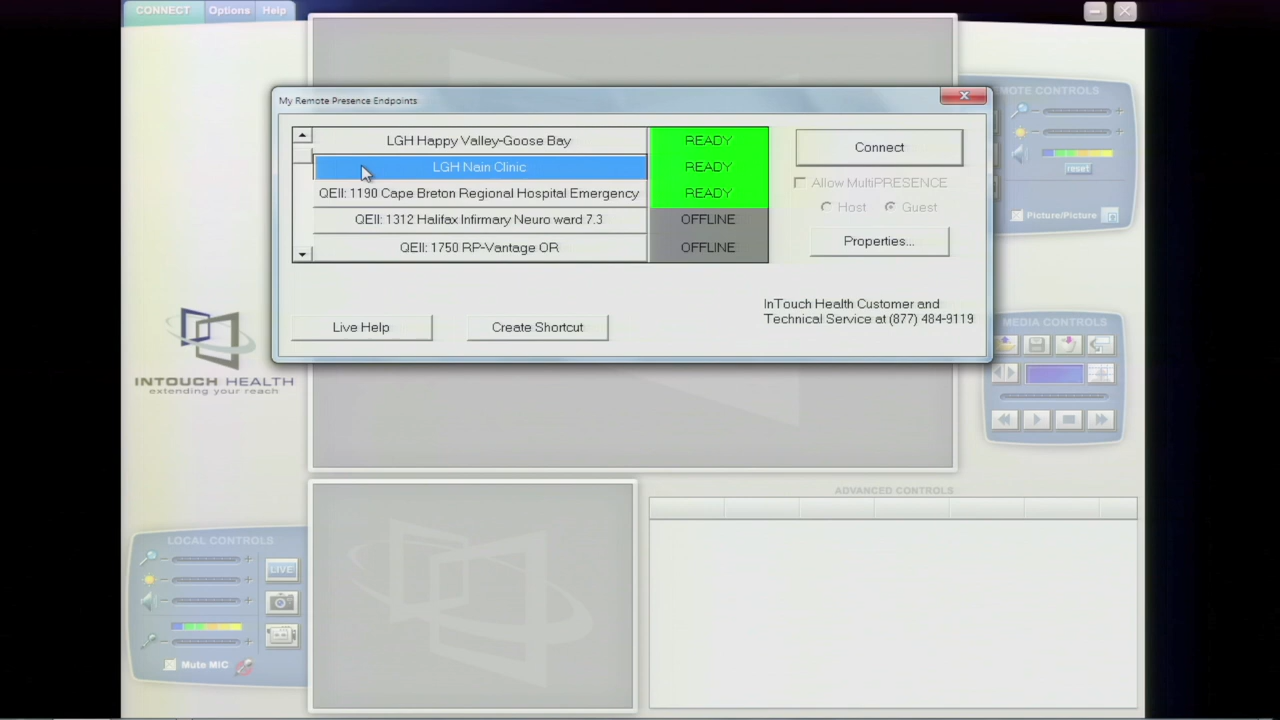 CONNECT Options Help
My Remote Presence Endpoints
LGH Happy Valley-Goose Bay READY
LGH Nain Clinic READY
QEII: 1190 Cape Breton Regional Hospital Emergency READY
QEII: 1312 Halifax Infirmary Neuro ward 7.3 OFFLINE
QEII: 1750 RP-Vantage OR OFFLINE
Connect
Allow MultiPRESENCE
Host Guest
Properties...
InTouch Health Customer and
Technical Service at (877) 484-9119
Live Help Create Shortcut
MOTE CONTROLS
reset
Picture/Picture
INTOUCH HEALTH
extending your reach
MEDIA CONTROLS
ADVANCED CONTROLS
LOCAL CONTROLS
LIVE
Mute MIC